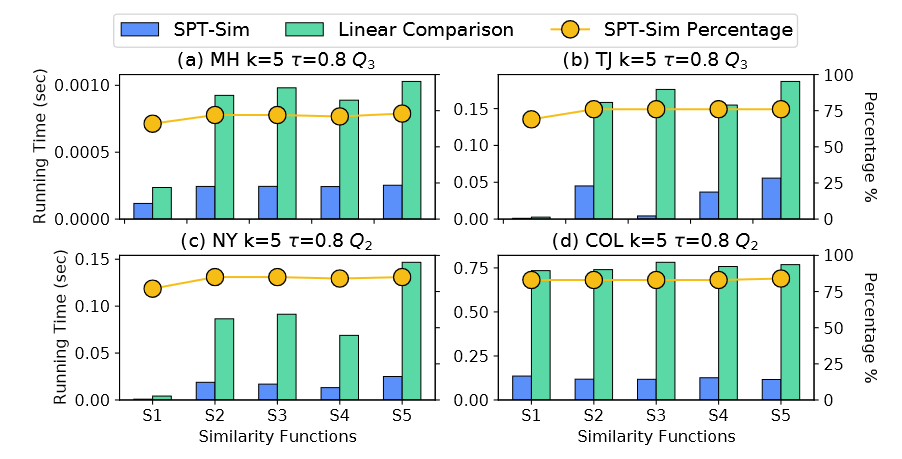 SPT-Sim Linear Comparison SPT-Sim Percentage
(a) MH k=5 τ=0.8 Q3
(b) TJ k=5 τ=0.8 Q3
Running Time (sec)
0.0010
0.0005
0.0000
0.15
0.10
0.05
0.00
100
75
50
25
0
Percentage %
(c) NY k=5 τ=0.8 Q2
(d) COL k=5 τ=0.8 Q2
Running Time (sec)
0.15
0.10
0.05
0.00
0.75
0.50
0.25
0.00
100
75
50
25
0
Percentage %
S1 S2 S3 S4 S5
S1 S2 S3 S4 S5
Similarity Functions
Similarity Functions